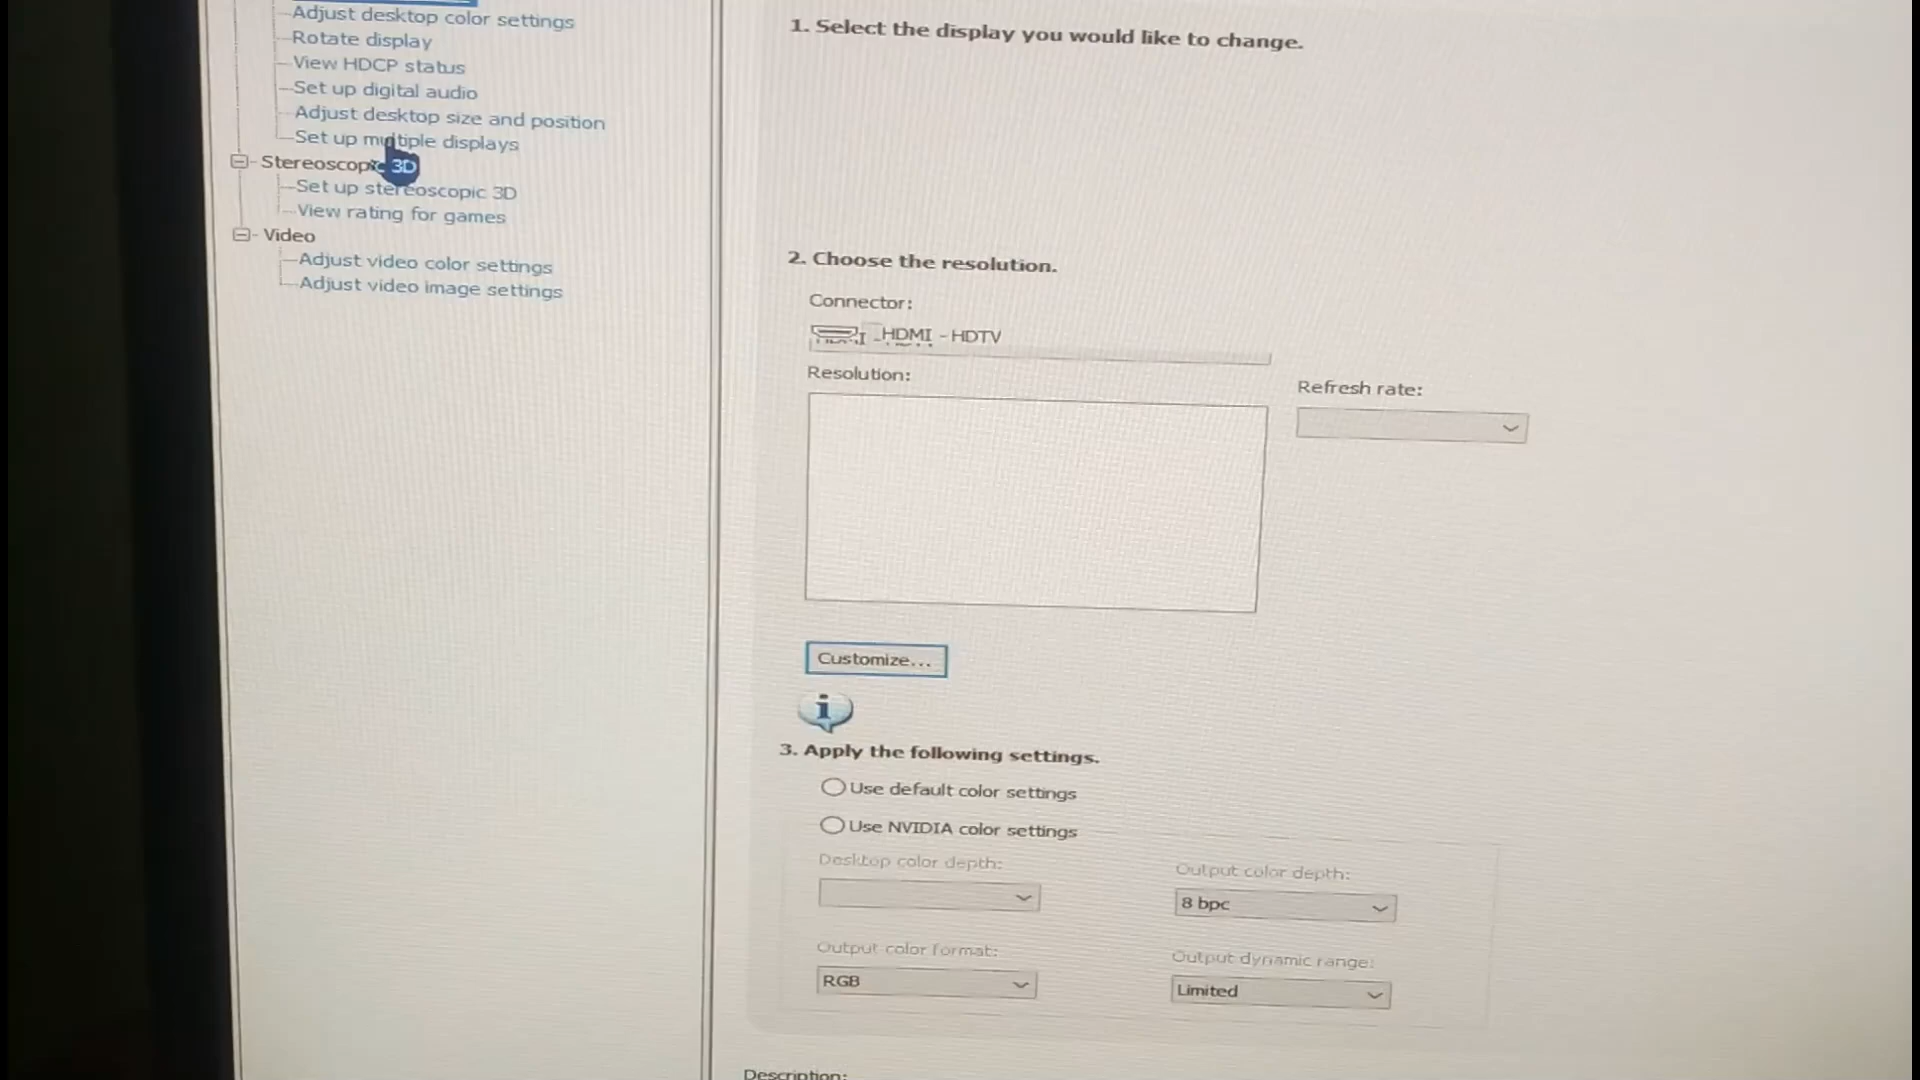 Adjust desktop color settings
Rotate display
View HDCP status
Set up digital audio
Adjust desktop size and position
Set up multiple displays
Stereoscopic 3D
Set up stereoscopic 3D
View rating for games
Video
Adjust video color settings
Adjust video image settings
1. Select the display you would like to change.
2. Choose the resolution.
Connector:
HDMI - HDTV
Resolution:
Refresh rate:
Customize...
3. Apply the following settings.
Use default color settings
Use NVIDIA color settings
Desktop color depth:
Output color depth:
8 bpc
Output color format:
Output dynamic range:
RGB
Limited
Description: